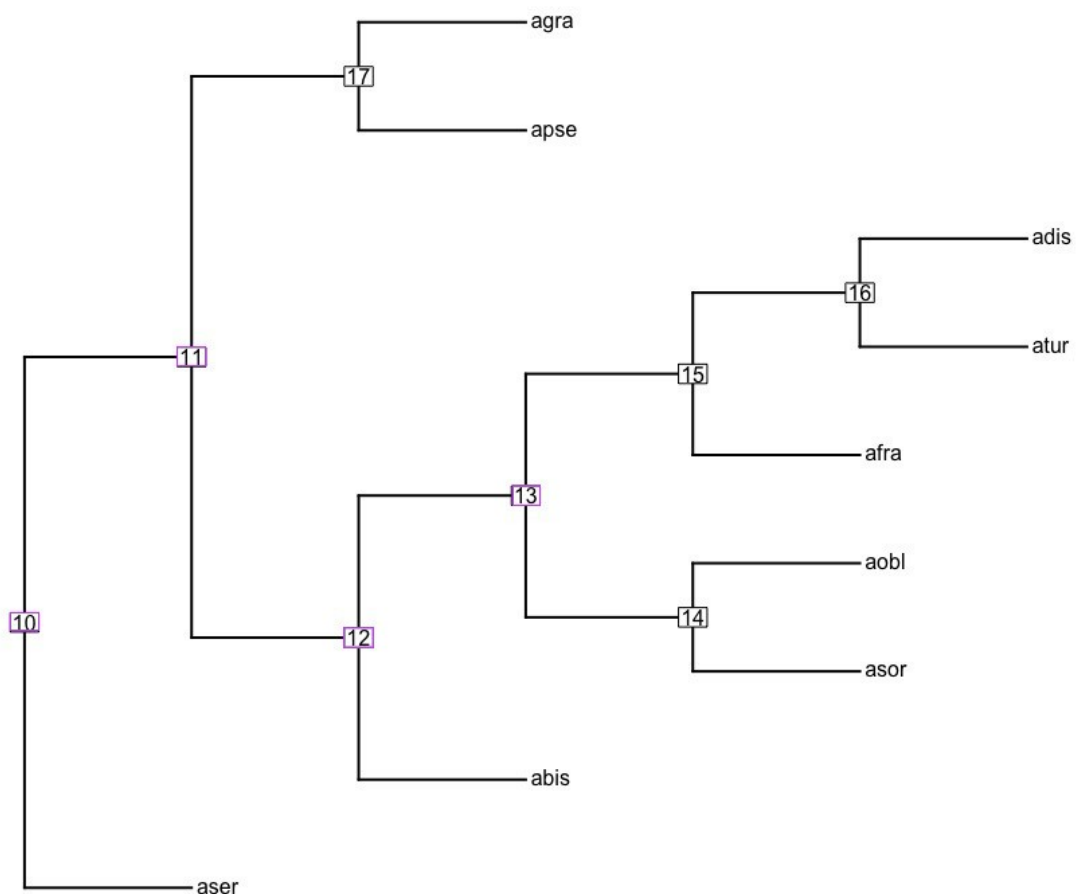 agra
17
apse
adis
16
atur
11
15
afra
13
aobl
14
10
12
asor
abis
aser